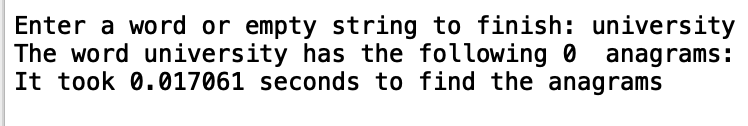 Enter a word or empty string to finish: university
The word university has the following 0  anagrams:
It took 0.017061 seconds to find the anagrams